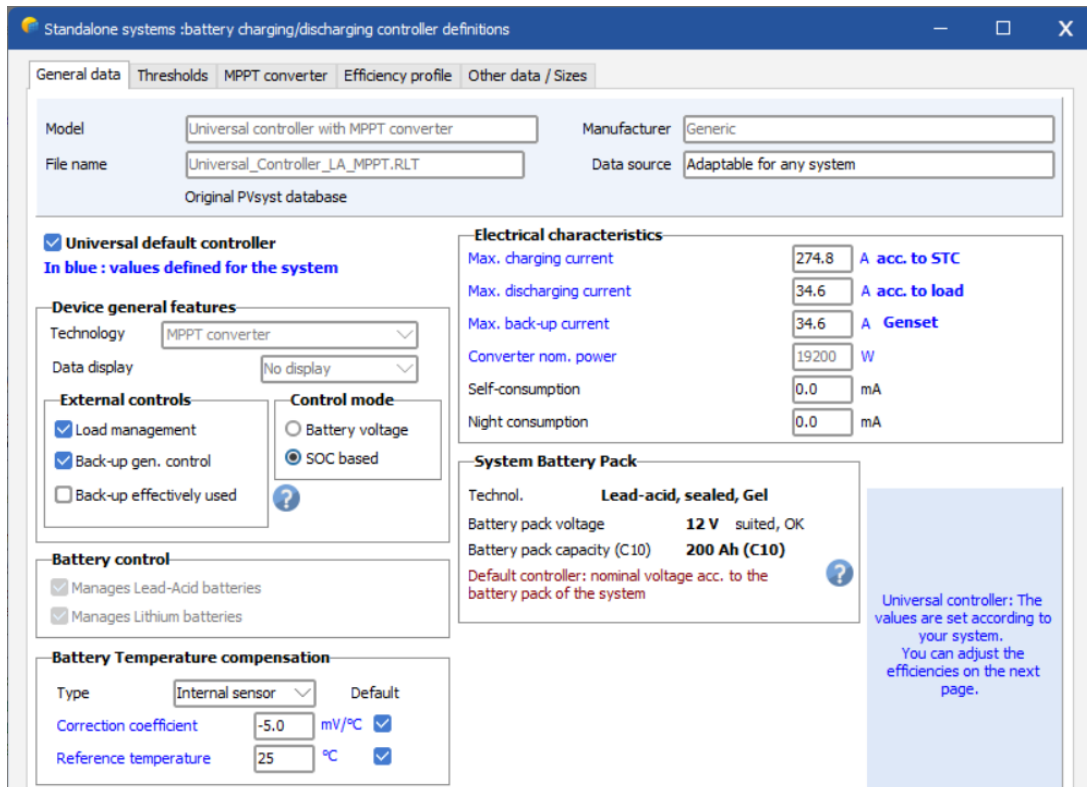 Standalone systems :battery charging/discharging controller definitions
General data Thresholds MPPT converter Efficiency profile Other data / Sizes
Model Universal controller with MPPT converter Manufacturer Generic
File name Universal_Controller_LA_MPPT.RLT Data source Adaptable for any system
Original PVsyst database
Universal default controller
In blue : values defined for the system
Device general features
Technology MPPT converter
Data display No display
External controls
Load management
Back-up gen. control
Back-up effectively used
Control mode
Battery voltage
SOC based
Battery control
Manages Lead-Acid batteries
Manages Lithium batteries
Battery Temperature compensation
Type Internal sensor Default
Correction coefficient -5.0 mV/°C
Reference temperature 25 °C
Electrical characteristics
Max. charging current 274.8 A acc. to STC
Max. discharging current 34.6 A acc. to load
Max. back-up current 34.6 A Genset
Converter nom. power 19200 W
Self-consumption 0.0 mA
Night consumption 0.0 mA
System Battery Pack
Technol. Lead-acid, sealed, Gel
Battery pack voltage 12 V suited, OK
Battery pack capacity (C10) 200 Ah (C10)
Default controller: nominal voltage acc. to the
battery pack of the system
?
?
Universal controller: The
values are set according to
your system.
You can adjust the
efficiencies on the next
page.